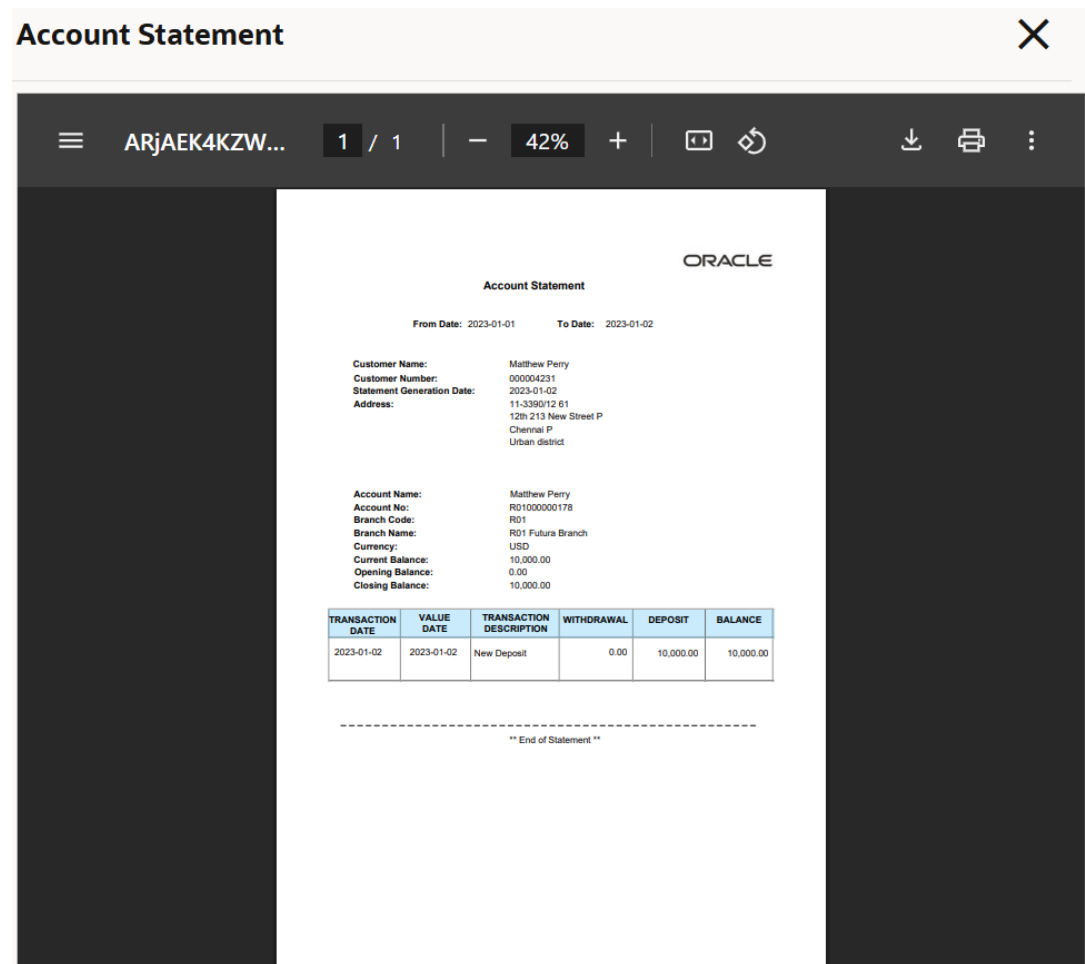 Account Statement
ARjAEK4KZW... 1 / 1 42%
ORACLE
Account Statement
From Date: 2023-01-01 To Date: 2023-01-02
Customer Name: Matthew Perry
Customer Number: 000004231
Statement Generation Date: 2023-01-02
Address: 11-3390/12 61
12th 213 New Street P
Chennai P
Urban district
Account Name: Matthew Perry
Account No: R01000000178
Branch Code: R01
Branch Name: R01 Futura Branch
Currency: USD
Current Balance: 10,000.00
Opening Balance: 0.00
Closing Balance: 10,000.00
TRANSACTION DATE VALUE DATE TRANSACTION DESCRIPTION WITHDRAWAL DEPOSIT BALANCE
2023-01-02 2023-01-02 New Deposit 0.00 10,000.00 10,000.00
** End of Statement **